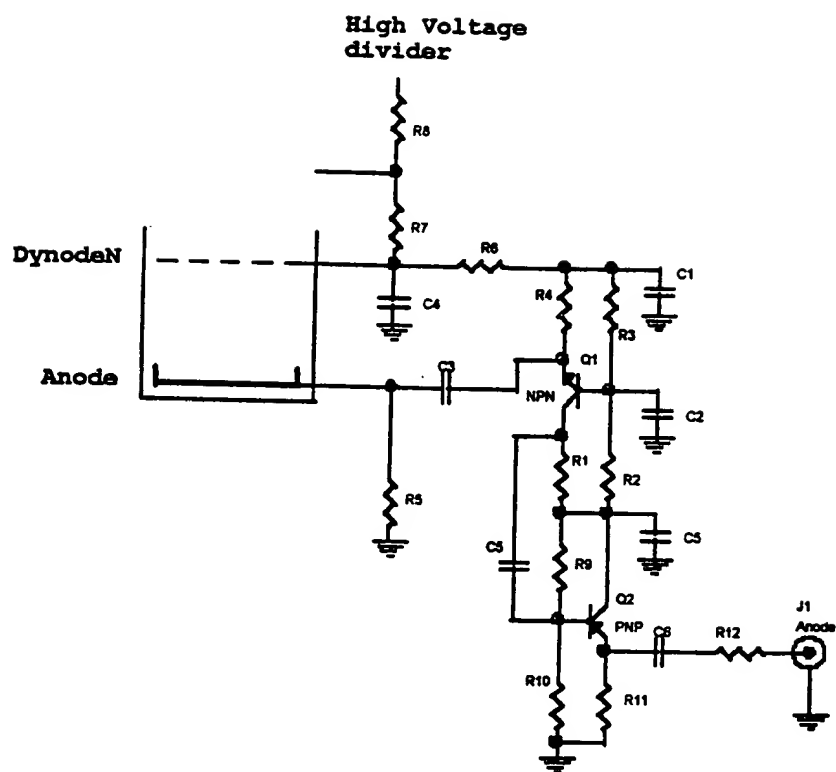 High Voltage
divider
R8
R7
DynodeN
R6
C1
R4
C4
R3
Anode
C3
Q1
NPN
C2
R1
R2
R5
C5
C5
R9
Q2
J1
Anode
PNP
C6
R12
R10
R11